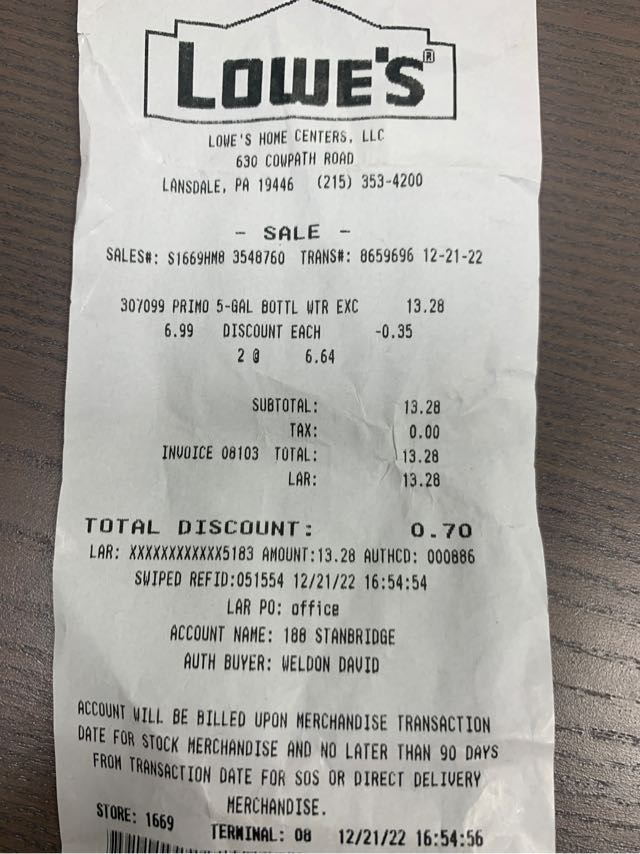 LOWE'S®
LOWE'S HOME CENTERS, LLC
630 COWPATH ROAD
LANSDALE, PA 19446 (215) 353-4200
- SALE -
SALES#: S1669HM8 3548760 TRANS#: 8659696 12-21-22
307099 PRIMO 5-GAL BOTTL WTR EXC 13.28
6.99 DISCOUNT EACH -0.35
2 @ 6.64
SUBTOTAL: 13.28
TAX: 0.00
INVOICE 08103 TOTAL: 13.28
LAR: 13.28
TOTAL DISCOUNT: 0.70
LAR: XXXXXXXXXXXX5183 AMOUNT:13.28 AUTHCD: 000886
SWIPED REFID:051554 12/21/22 16:54:54
LAR PO: office
ACCOUNT NAME: 188 STANBRIDGE
AUTH BUYER: WELDON DAVID
ACCOUNT WILL BE BILLED UPON MERCHANDISE TRANSACTION
DATE FOR STOCK MERCHANDISE AND NO LATER THAN 90 DAYS
FROM TRANSACTION DATE FOR SOS OR DIRECT DELIVERY
MERCHANDISE.
STORE: 1669 TERMINAL: 08 12/21/22 16:54:56